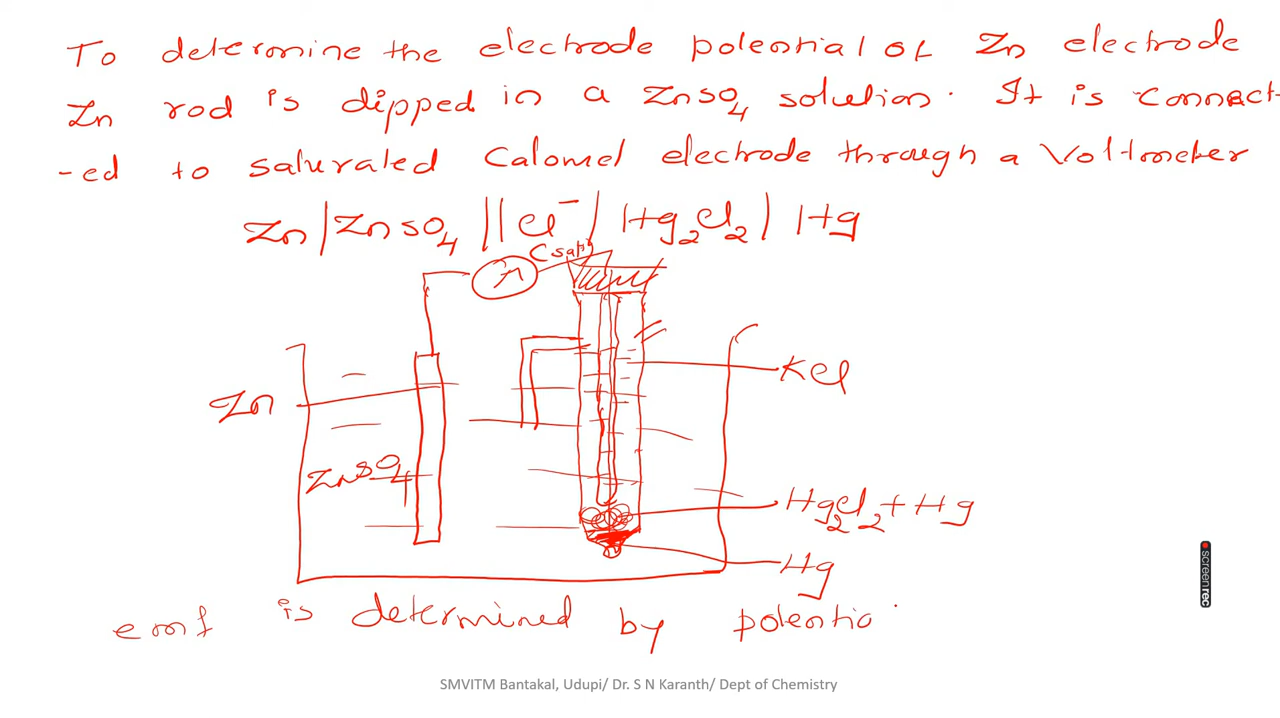 To determine the electrode potential of Zn electrode
Zn rod is dipped in a ZnSO4 solution. It is connect-
-ed to saturated Calomel electrode through a Voltmeter
Zn/ZnSO4//Cl⁻/Hg2Cl2/Hg
(sat)
KCl
Zn
ZnSO4
Hg2Cl2 + Hg
Hg
emf is determined by potentio
SMVITM Bantakal, Udupi/ Dr. S N Karanth/ Dept of Chemistry
screenrec